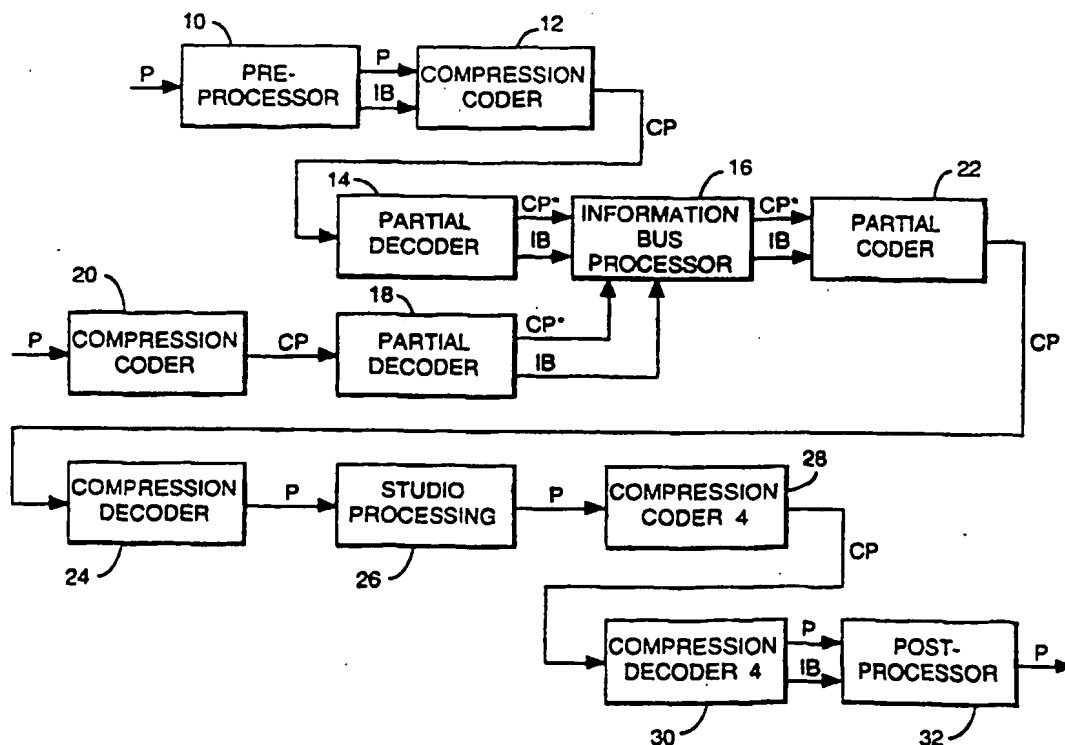 10
12
P
PRE-
PROCESSOR
P
IB
COMPRESSION
CODER
CP
14
16
22
PARTIAL
DECODER
CP*
IB
INFORMATION
BUS
PROCESSOR
CP*
IB
PARTIAL
CODER
20
18
P
COMPRESSION
CODER
CP
PARTIAL
DECODER
CP*
IB
CP
COMPRESSION
DECODER
P
STUDIO
PROCESSING
P
COMPRESSION
CODER 4
28
CP
24
26
COMPRESSION
DECODER 4
P
IB
POST-
PROCESSOR
P
30
32